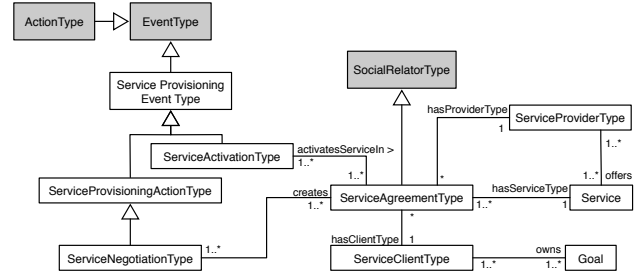 ActionType
EventType
SocialRelatorType
Service Provisioning
Event Type
hasProviderType
1
ServiceProviderType
1..*
ServiceActivationType
activatesServiceIn >
1..*
1..*
*
1..*
offers
ServiceProvisioningActionType
creates
1..*
ServiceAgreementType
hasServiceType
1..*
1
Service
*
hasClientType
1
ServiceNegotiationType
1..*
ServiceClientType
1..*
owns
1..*
Goal